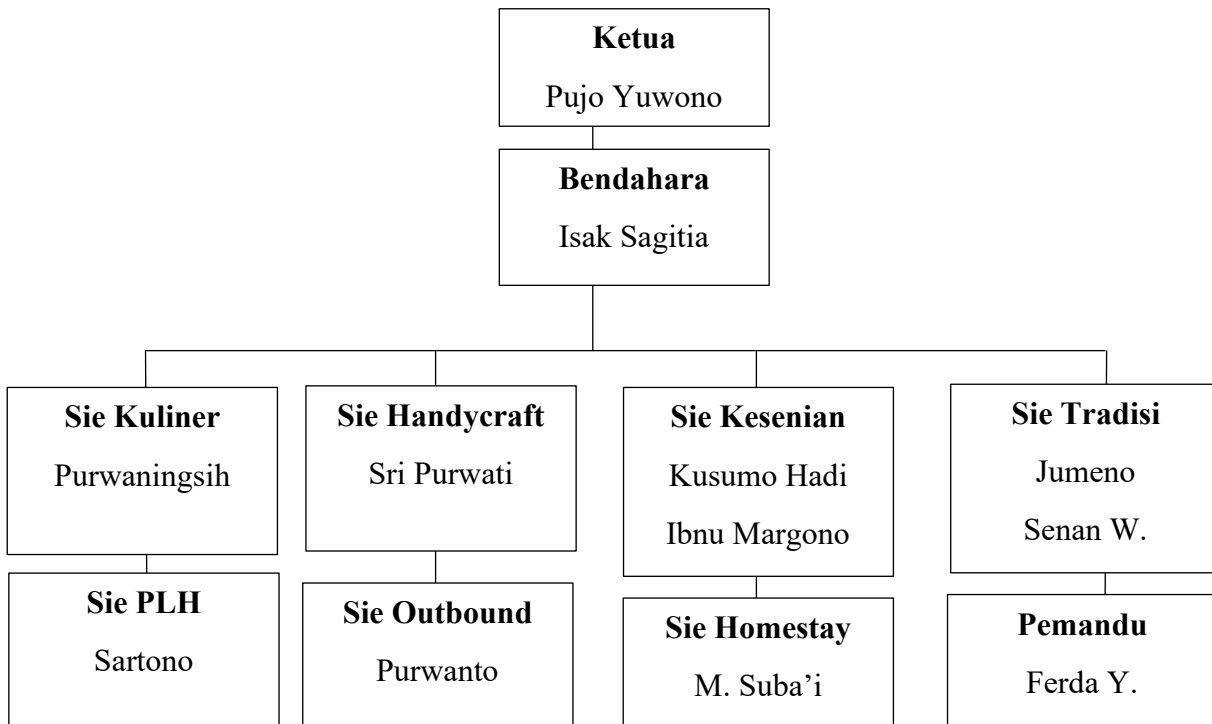 Ketua
Pujo Yuwono
Bendahara
Isak Sagitia
Sie Kuliner
Purwaningsih
Sie Handycraft
Sri Purwati
Sie Kesenian
Kusumo Hadi
Ibnu Margono
Sie Tradisi
Jumeno
Senan W.
Sie PLH
Sartono
Sie Outbound
Purwanto
Sie Homestay
M. Suba’i
Pemandu
Ferda Y.